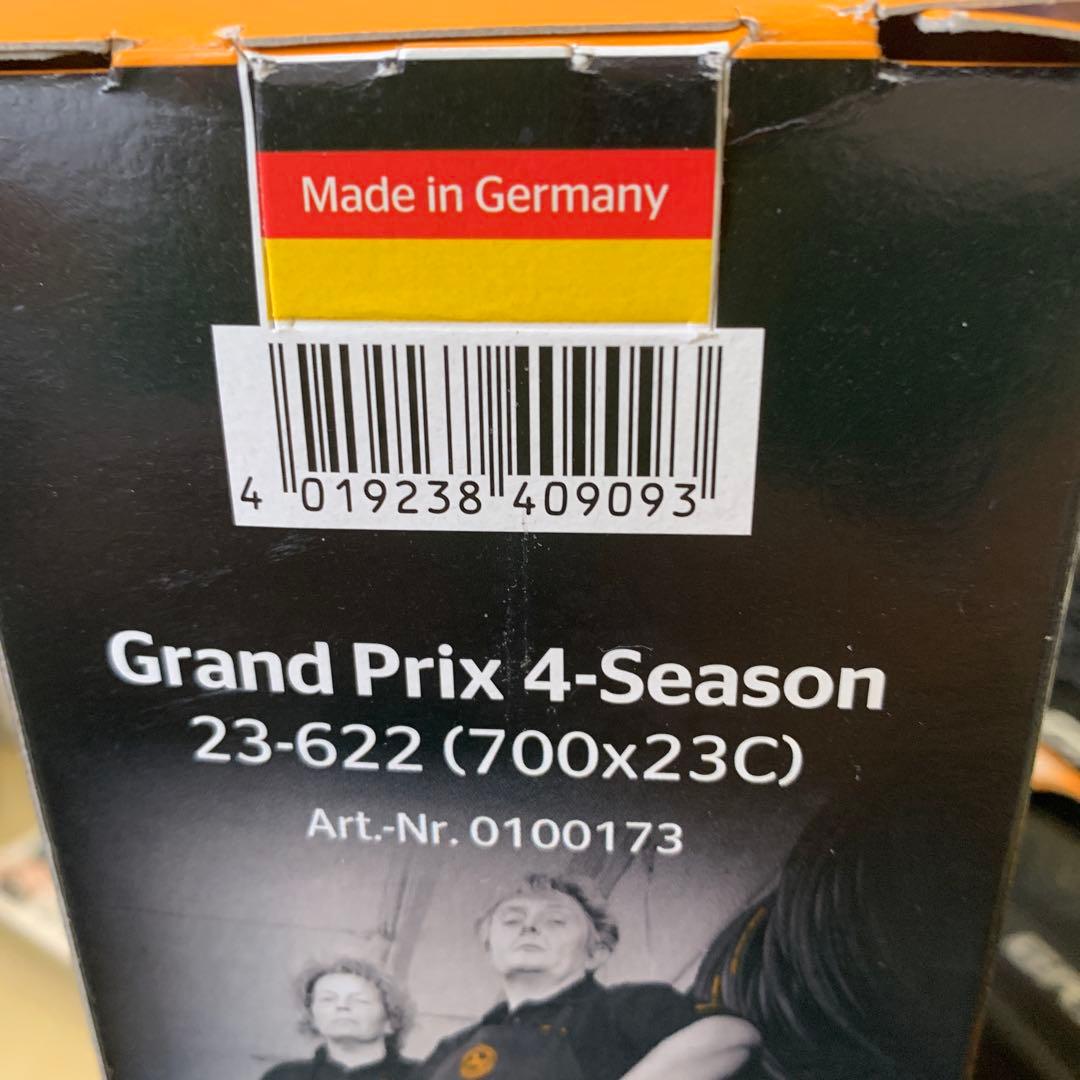 Made in Germany
4 019238 409093
Grand Prix 4-Season
23-622 (700x23C)
Art.-Nr. 0100173